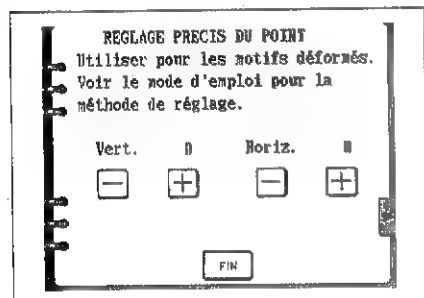 REGLAGE PRECIS DU POINT
Utiliser pour les motifs déformés.
Voir le mode d'emploi pour la
méthode de réglage.
Vert. Horiz.
− + − +
FIN